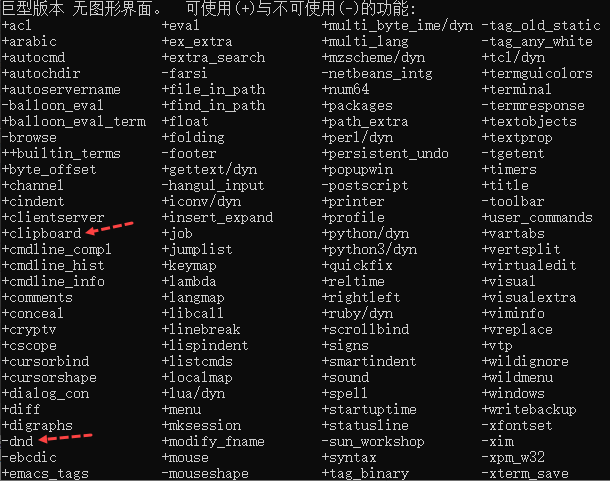 巨型版本 无图形界面。  可使用(+)与不可使用(-)的功能:
+acl               +eval              +multi_byte_ime/dyn -tag_old_static
+arabic            +ex_extra          +multi_lang        -tag_any_white
+autocmd           +extra_search      +mzscheme/dyn      +tcl/dyn
+autochdir         -farsi             -netbeans_intg     +termguicolors
+autoservername    +file_in_path      +num64             +terminal
-balloon_eval      +find_in_path      +packages          -termresponse
+balloon_eval_term +float             +path_extra        +textobjects
-browse            +folding           +perl/dyn          +textprop
++builtin_terms    -footer            +persistent_undo   -tgetent
+byte_offset       +gettext/dyn       +popupwin          +timers
+channel           -hangul_input      -postscript        +title
+cindent           +iconv/dyn         +printer           -toolbar
+clientserver      +insert_expand     +profile           +user_commands
+clipboard         +job               +python/dyn        +vartabs
+cmdline_compl     +jumplist          +python3/dyn       +vertsplit
+cmdline_hist      +keymap            +quickfix          +virtualedit
+cmdline_info      +lambda            +reltime           +visual
+comments          +langmap           +rightleft         +visualextra
+conceal           +libcall           +ruby/dyn          +viminfo
+cryptv            +linebreak         +scrollbind        +vreplace
+cscope            +lispindent        +signs             +vtp
+cursorbind        +listcmds          +smartindent       +wildignore
+cursorshape       +localmap          +sound             +wildmenu
+dialog_con        +lua/dyn           +spell             +windows
+diff              +menu              +startuptime       +writebackup
+digraphs          +mksession         +statusline        -xfontset
-dnd               +modify_fname      -sun_workshop      -xim
-ebcdic            +mouse             +syntax            -xpm_w32
+emacs_tags        -mouseshape        +tag_binary        -xterm_save